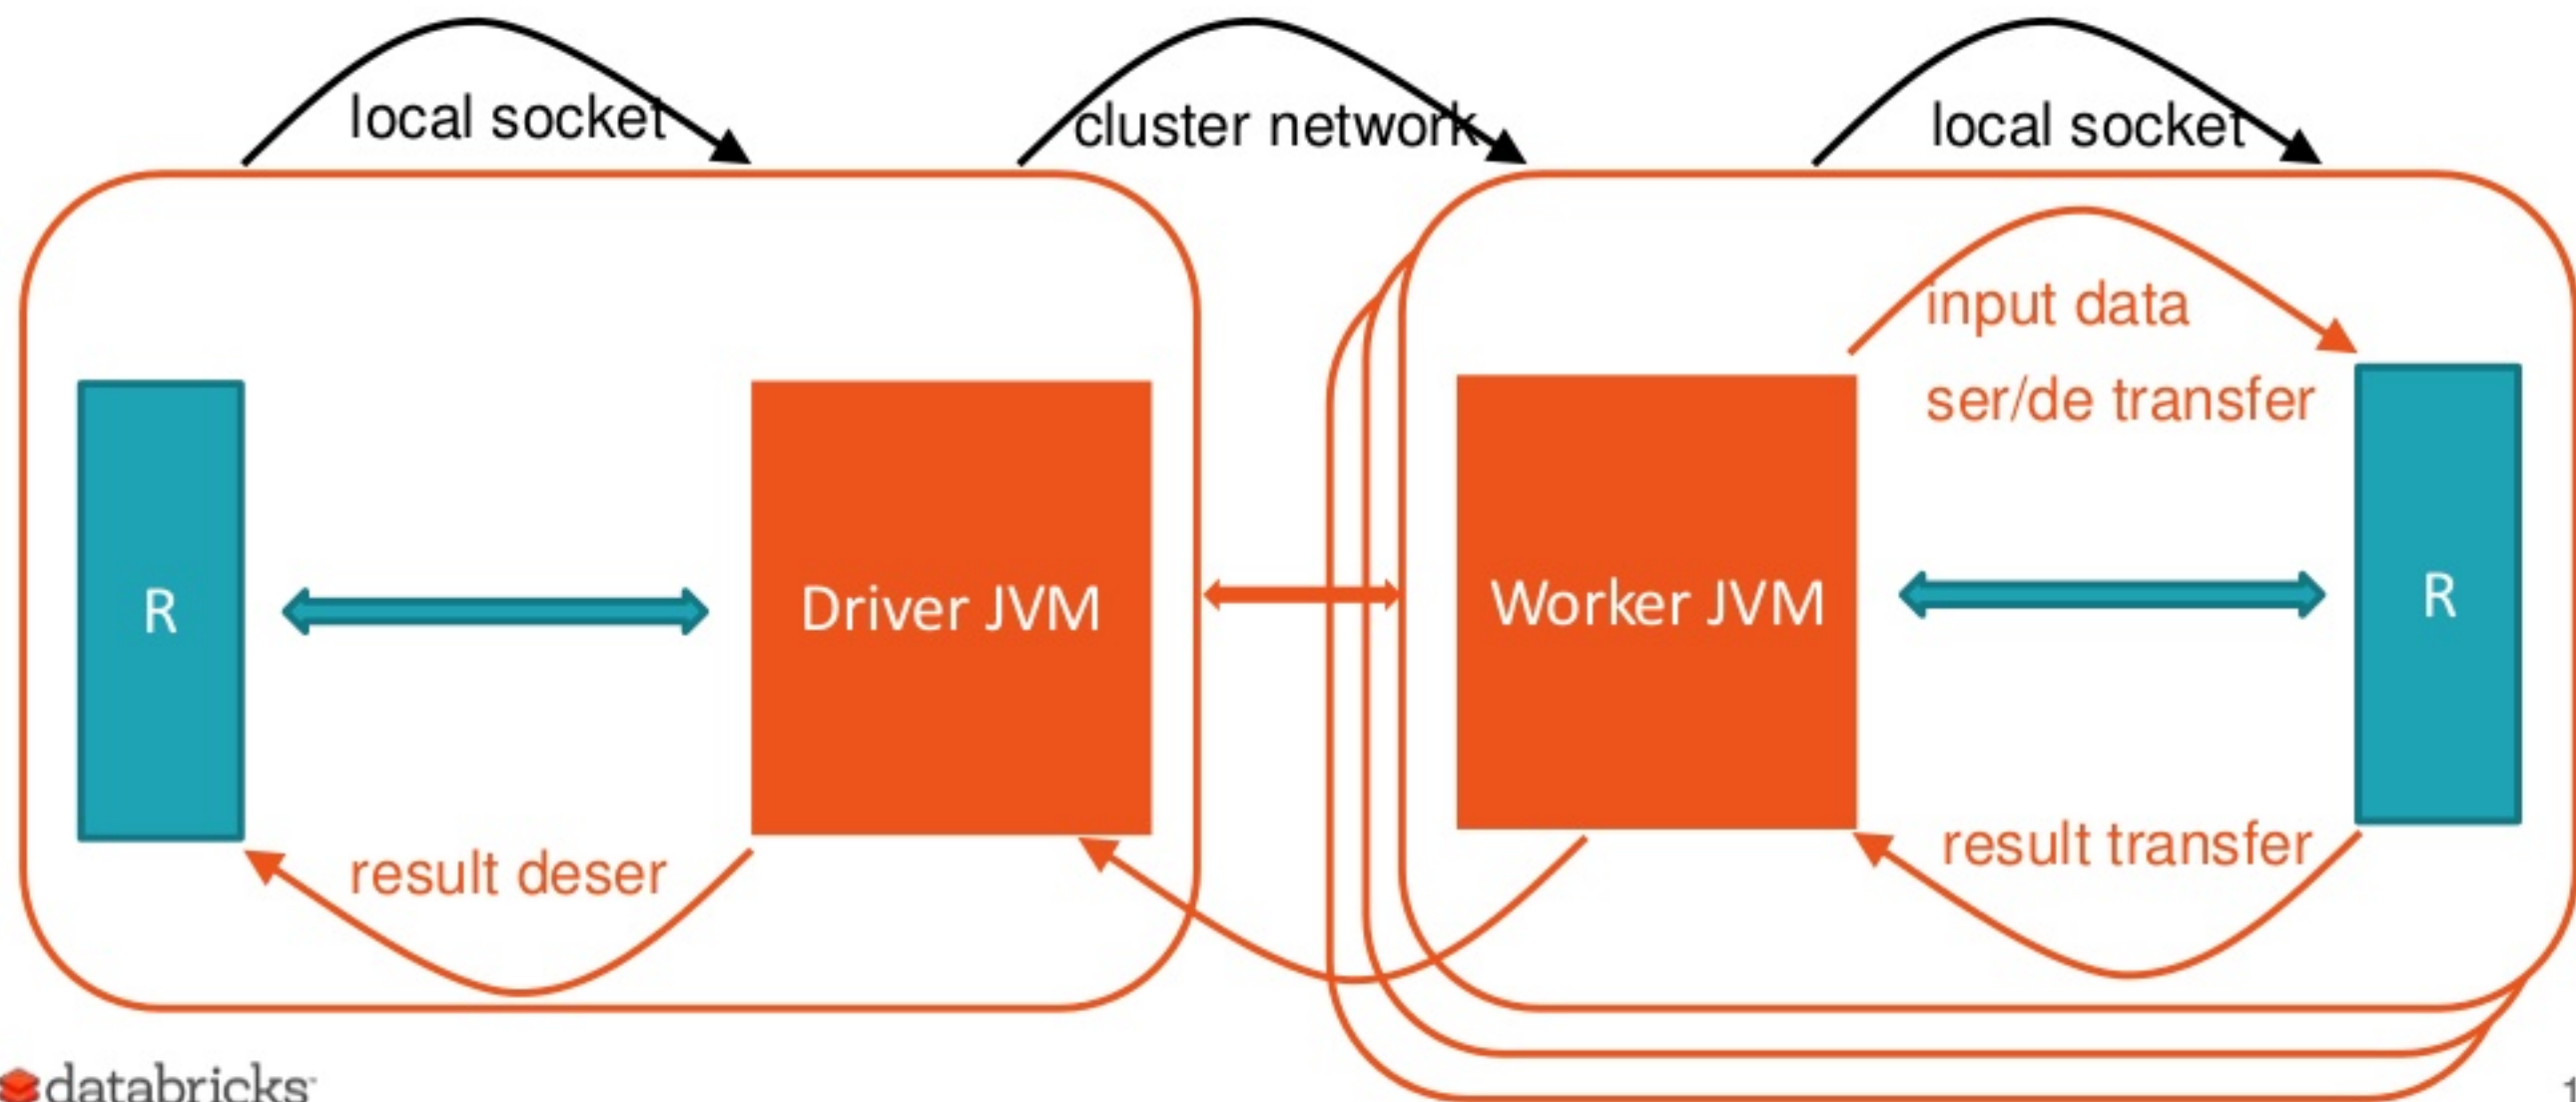 local socket
cluster network
local socket
input data
ser/de transfer
R
Driver JVM
Worker JVM
R
result deser
result transfer
databricks
1